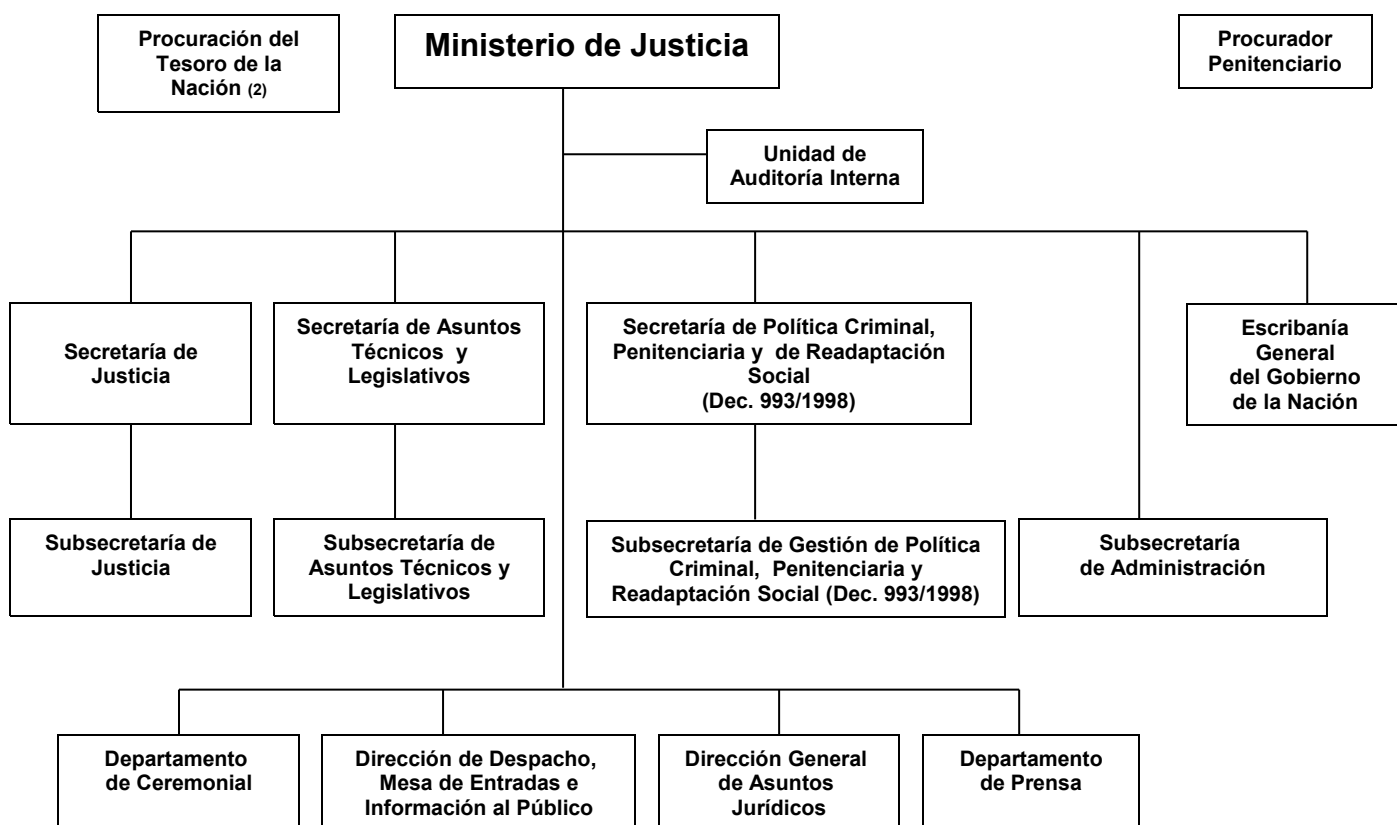 Procuración del
Tesoro de la
Nación (2)
Ministerio de Justicia
Procurador
Penitenciario
Unidad de
Auditoría Interna
Secretaría de
Justicia
Secretaría de Asuntos
Técnicos y
Legislativos
Secretaría de Política Criminal,
Penitenciaria y de Readaptación
Social
(Dec. 993/1998)
Escribanía
General
del Gobierno
de la Nación
Subsecretaría de
Justicia
Subsecretaría de
Asuntos Técnicos y
Legislativos
Subsecretaría de Gestión de Política
Criminal, Penitenciaria y
Readaptación Social (Dec. 993/1998)
Subsecretaría
de Administración
Departamento
de Ceremonial
Dirección de Despacho,
Mesa de Entradas e
Información al Público
Dirección General
de Asuntos
Jurídicos
Departamento
de Prensa